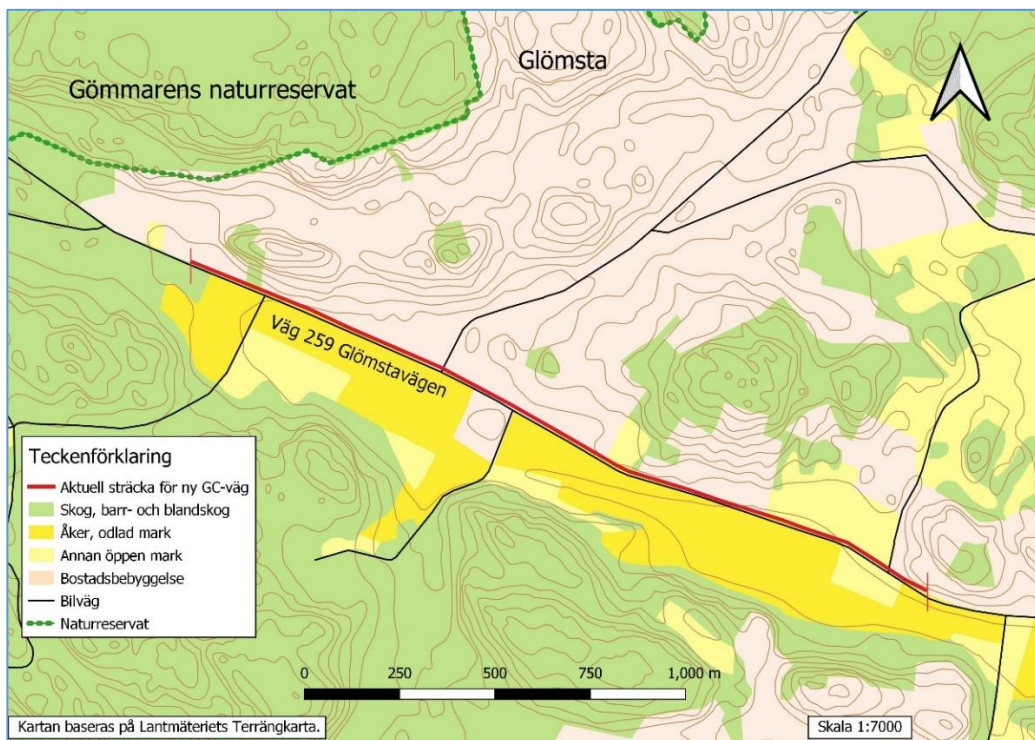 Glömsta
Gömmarens naturreservat
Väg 259 Glömstavägen
Teckenförklaring
Aktuell sträcka för ny GC-väg
Skog, barr- och blandskog
Åker, odlad mark
Annan öppen mark
Bostadsbebyggelse
Bilväg
Naturreservat
0 250 500 750 1,000 m
Kartan baseras på Lantmäteriets Terrängkarta.
Skala 1:7000